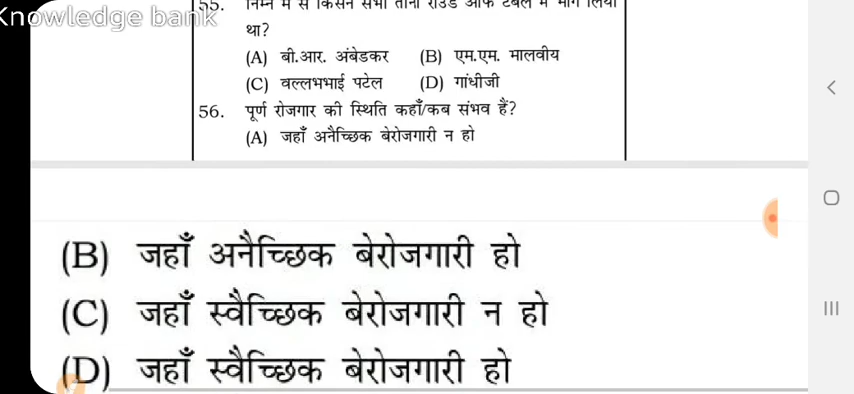 55. निम्न में से किसने सभी तीनों राउंड ऑफ टेबल में भाग लिया
Knowledge bank
था?
(A) बी.आर. अंबेडकर (B) एम.एम. मालवीय
(C) वल्लभभाई पटेल (D) गांधीजी
56. पूर्ण रोजगार की स्थिति कहाँ/कब संभव हैं?
(A) जहाँ अनैच्छिक बेरोजगारी न हो
(B) जहाँ अनैच्छिक बेरोजगारी हो
(C) जहाँ स्वैच्छिक बेरोजगारी न हो
(D) जहाँ स्वैच्छिक बेरोजगारी हो